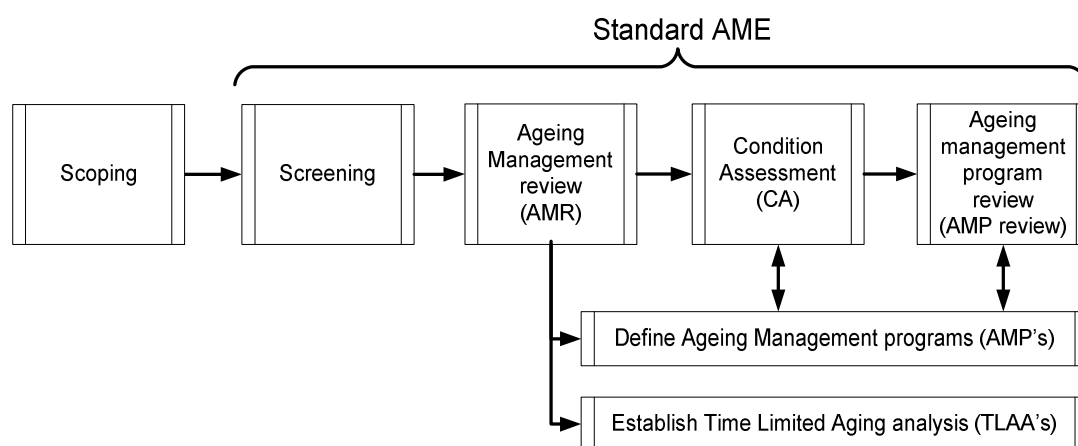 Standard AME
Scoping
Screening
Ageing
Management
review
(AMR)
Condition
Assessment
(CA)
Ageing
management
program
review
(AMP review)
Define Ageing Management programs (AMP’s)
Establish Time Limited Aging analysis (TLAA’s)